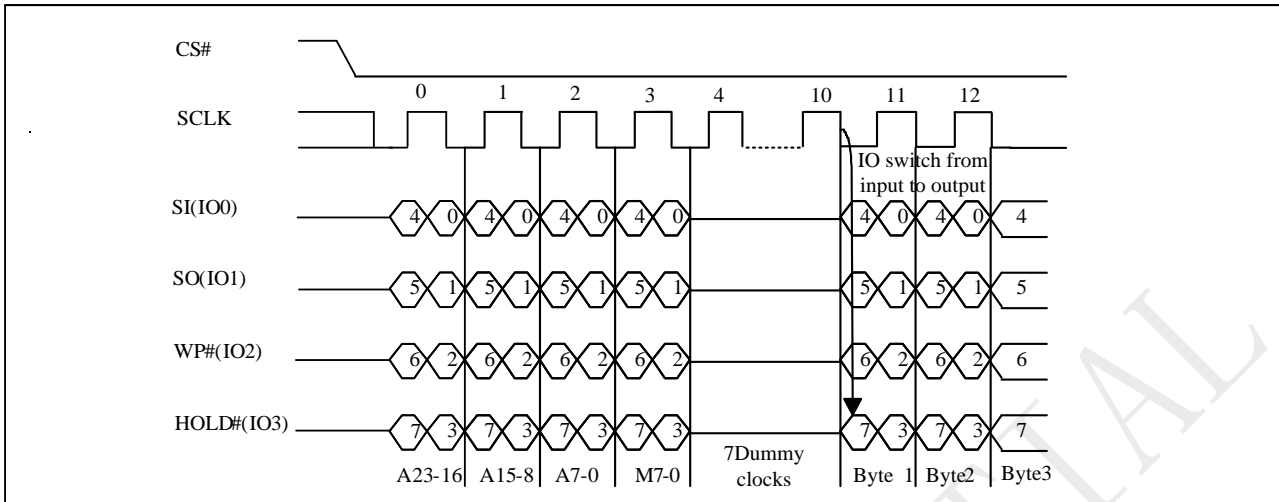 CS#
0 1 2 3 4 10 11 12
SCLK
IO switch from
input to output
SI(IO0) 4 0 4 0 4 0 4 0 4 0 4 0 4
SO(IO1) 5 1 5 1 5 1 5 1 5 1 5 1 5
WP#(IO2) 6 2 6 2 6 2 6 2 6 2 6 2 6
HOLD#(IO3) 7 3 7 3 7 3 7 3 7 3 7 3 7
7Dummy
clocks
A23-16 A15-8 A7-0 M7-0 Byte 1 Byte2 Byte3
TIAL